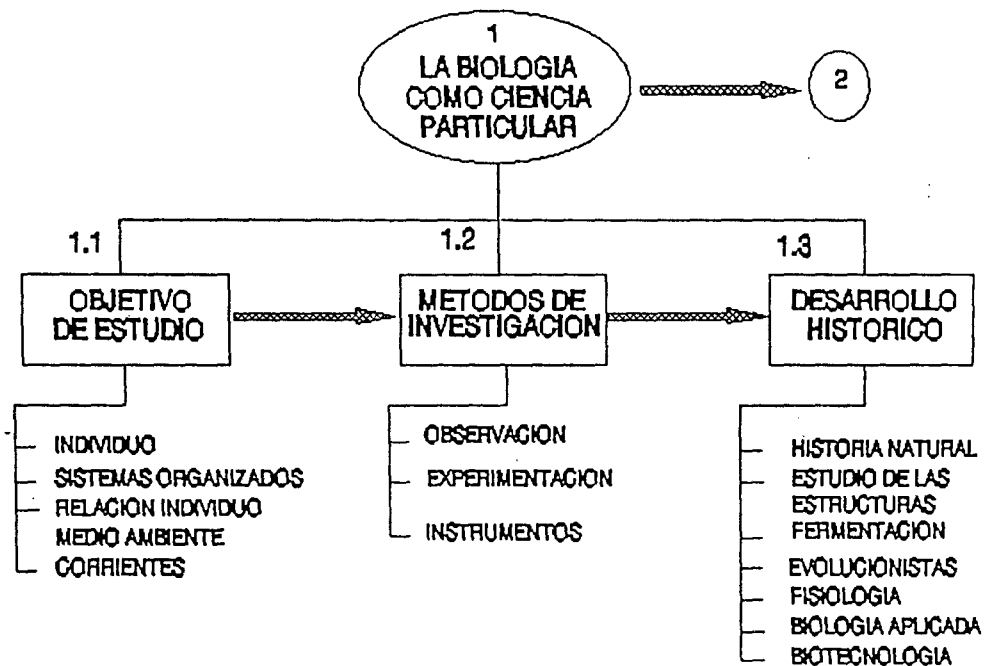 1
LA BIOLOGIA
COMO CIENCIA
PARTICULAR
2
1.1
OBJETIVO
DE ESTUDIO
INDIVIDUO
SISTEMAS ORGANIZADOS
RELACION INDIVIDUO
MEDIO AMBIENTE
CORRIENTES
1.2
METODOS DE
INVESTIGACION
OBSERVACION
EXPERIMENTACION
INSTRUMENTOS
1.3
DESARROLLO
HISTORICO
HISTORIA NATURAL
ESTUDIO DE LAS
ESTRUCTURAS
FERMENTACION
EVOLUCIONISTAS
FISIOLOGIA
BIOLOGIA APLICADA
BIOTECNOLOGIA